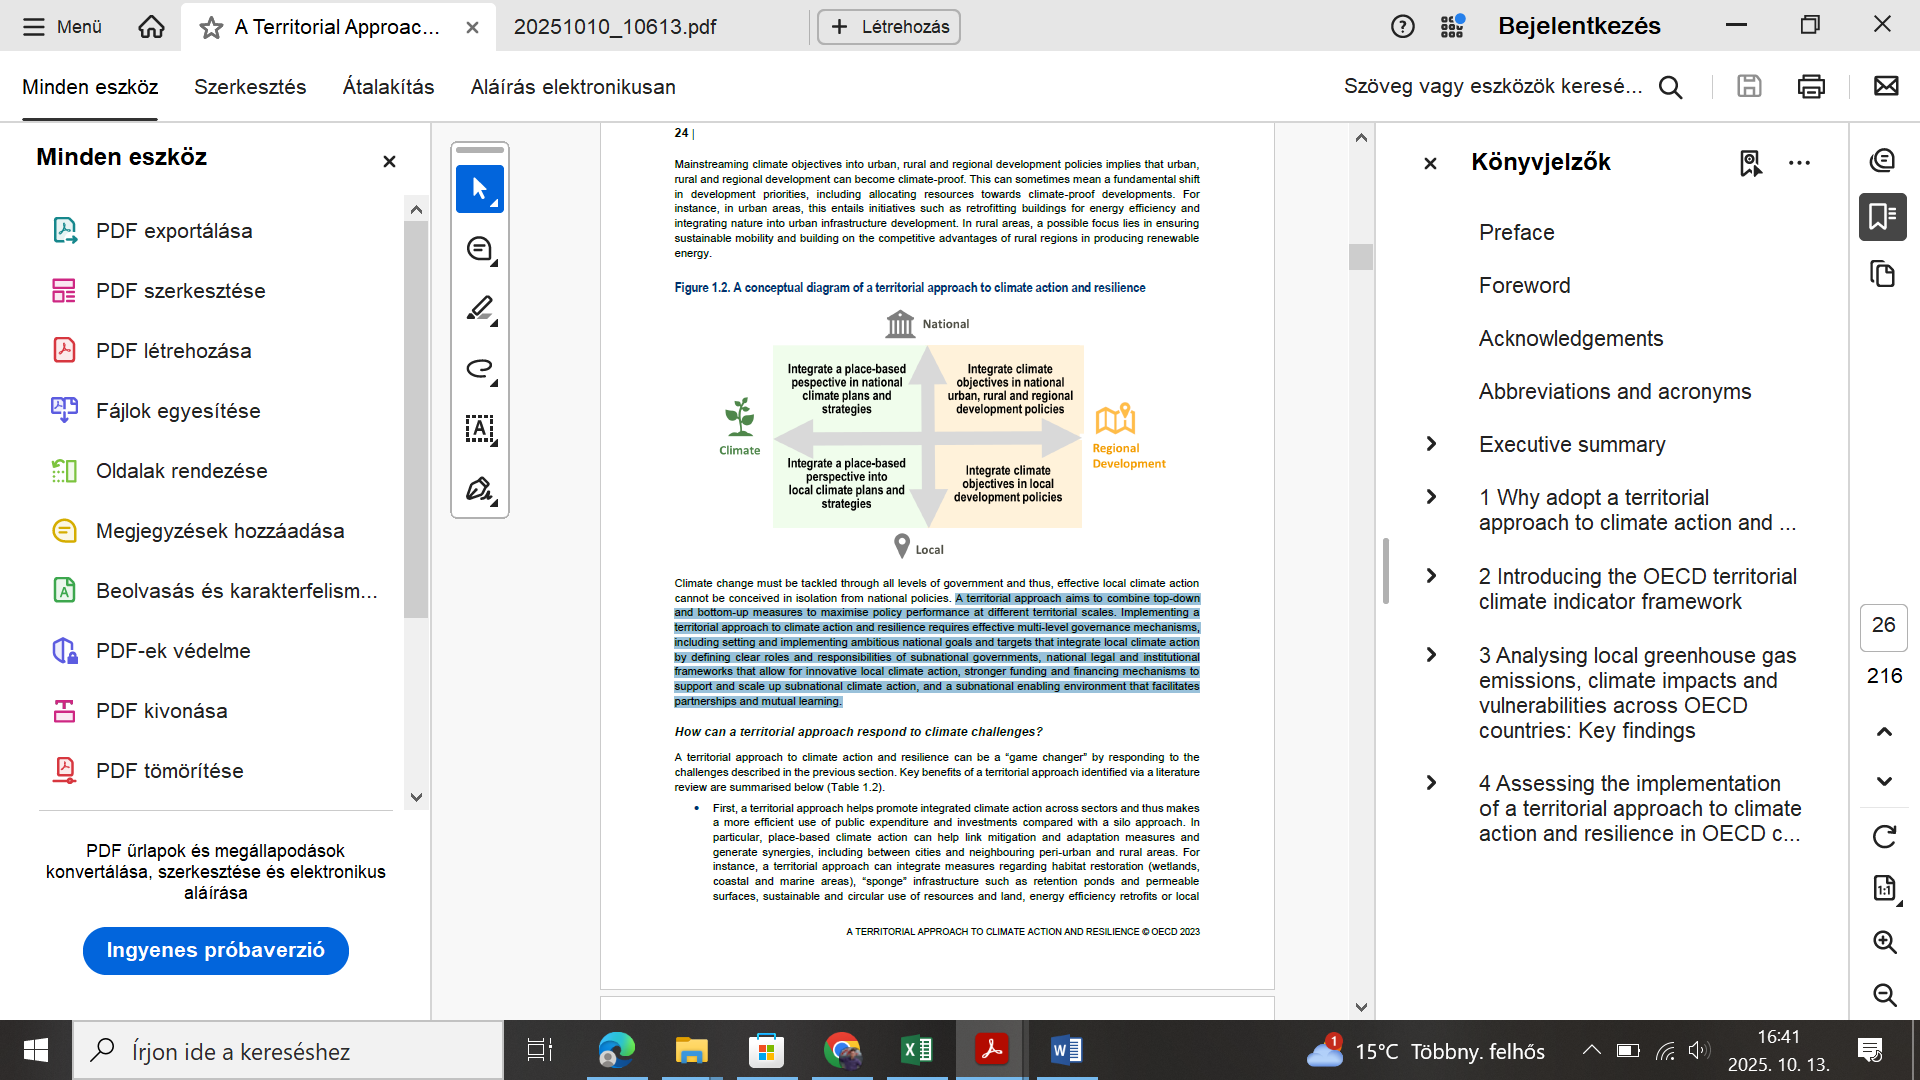 Menü
A Territorial Approac...
20251010_10613.pdf
Létrehozás
Bejelentkezés
Minden eszköz
Szerkesztés
Átalakítás
Aláírás elektronikusan
Szöveg vagy eszközök keresé...
Minden eszköz
PDF exportálása
PDF szerkesztése
PDF létrehozása
Fájlok egyesítése
Oldalak rendezése
Megjegyzések hozzáadása
Beolvasás és karakterfelism...
PDF-ek védelme
PDF kivonása
PDF tömörítése
PDF űrlapok és megállapodások
konvertálása, szerkesztése és elektronikus
aláírása
Ingyenes próbaverzió
24 |
Mainstreaming climate objectives into urban, rural and regional development policies implies that urban,
rural and regional development can become climate-proof. This can sometimes mean a fundamental shift
in development priorities, including allocating resources towards climate-proof developments. For
instance, in urban areas, this entails initiatives such as retrofitting buildings for energy efficiency and
integrating nature into urban infrastructure development. In rural areas, a possible focus lies in ensuring
sustainable mobility and building on the competitive advantages of rural regions in producing renewable
energy.
Figure 1.2. A conceptual diagram of a territorial approach to climate action and resilience
National
Integrate a place-based
pespective in national
climate plans and
strategies
Integrate climate
objectives in national
urban, rural and regional
development policies
Climate
Regional
Development
Integrate a place-based
perspective into
local climate plans and
strategies
Integrate climate
objectives in local
development policies
Local
Climate change must be tackled through all levels of government and thus, effective local climate action
cannot be conceived in isolation from national policies. A territorial approach aims to combine top-down
and bottom-up measures to maximise policy performance at different territorial scales. Implementing a
territorial approach to climate action and resilience requires effective multi-level governance mechanisms,
including setting and implementing ambitious national goals and targets that integrate local climate action
by defining clear roles and responsibilities of subnational governments, national legal and institutional
frameworks that allow for innovative local climate action, stronger funding and financing mechanisms to
support and scale up subnational climate action, and a subnational enabling environment that facilitates
partnerships and mutual learning.
How can a territorial approach respond to climate challenges?
A territorial approach to climate action and resilience can be a “game changer” by responding to the
challenges described in the previous section. Key benefits of a territorial approach identified via a literature
review are summarised below (Table 1.2).
• First, a territorial approach helps promote integrated climate action across sectors and thus makes
a more efficient use of public expenditure and investments compared with a silo approach. In
particular, place-based climate action can help link mitigation and adaptation measures and
generate synergies, including between cities and neighbouring peri-urban and rural areas. For
instance, a territorial approach can integrate measures regarding habitat restoration (wetlands,
coastal and marine areas), “sponge” infrastructure such as retention ponds and permeable
surfaces, sustainable and circular use of resources and land, energy efficiency retrofits or local
A TERRITORIAL APPROACH TO CLIMATE ACTION AND RESILIENCE © OECD 2023
Könyvjelzők
Preface
Foreword
Acknowledgements
Abbreviations and acronyms
Executive summary
1 Why adopt a territorial
approach to climate action and ...
2 Introducing the OECD territorial
climate indicator framework
3 Analysing local greenhouse gas
emissions, climate impacts and
vulnerabilities across OECD
countries: Key findings
4 Assessing the implementation
of a territorial approach to climate
action and resilience in OECD c...
26
216
1:1
Írjon ide a kereséshez
1
15°C Többny. felhős
16:41
2025. 10. 13.